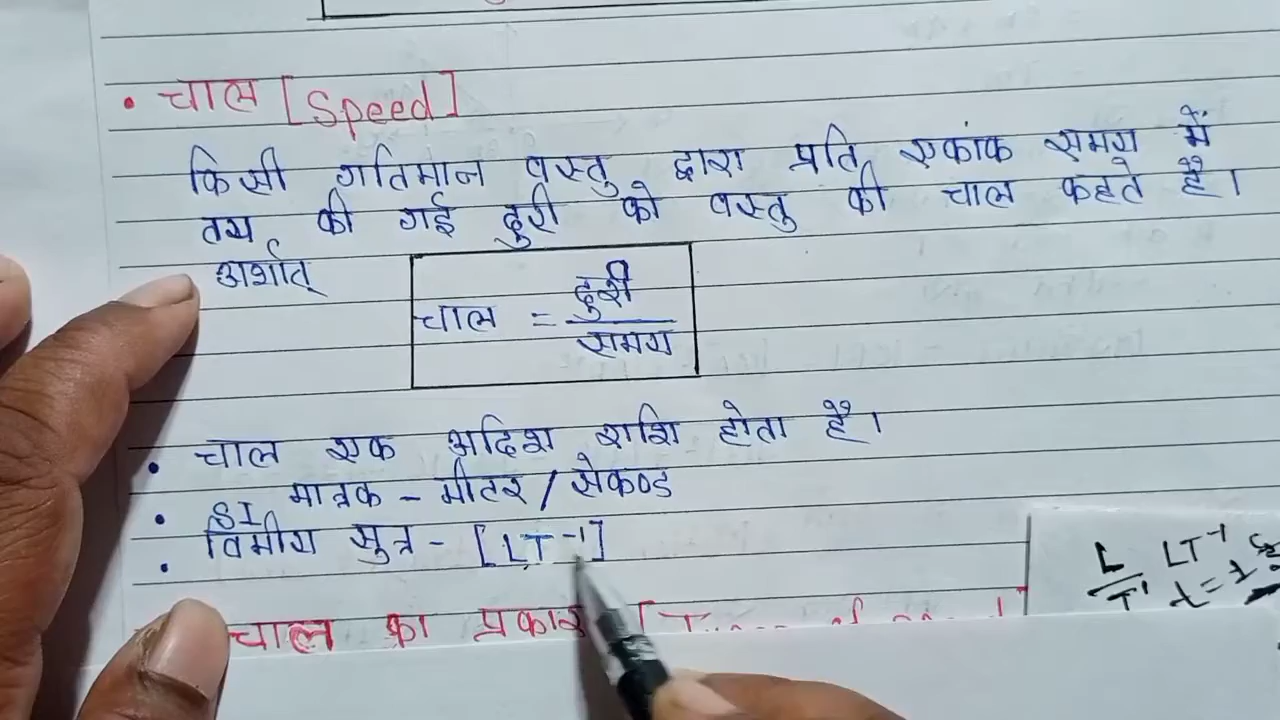 • चाल [Speed]
किसी गतिमान वस्तु द्वारा प्रति एकांक समय में
तय की गई दुरी को वस्तु की चाल कहते है।
अर्थात्
चाल = दुरी
समय
• चाल एक अदिश राशि होता है।
• SI मात्रक - मीटर / सेकण्ड
• विमीय सुत्र - [LT⁻¹]
L LT⁻¹
T¹
चाल का प्रकार [T